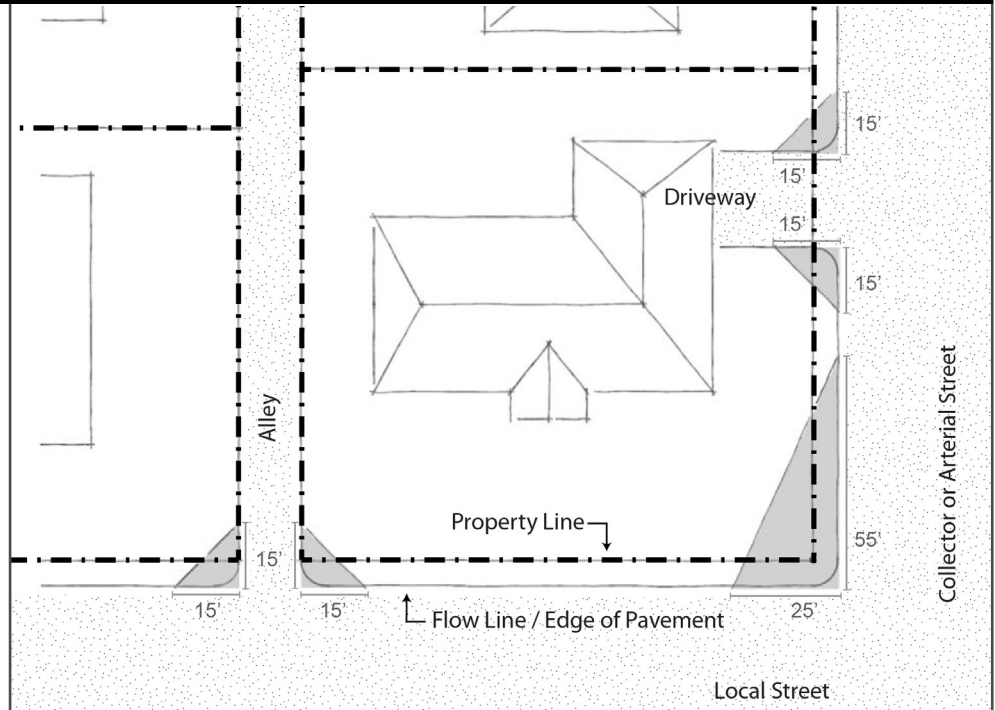 15'
15'
Driveway
15'
15'
Collector or Arterial Street
Alley
Property Line
55'
15'
15'
15'
25'
Flow Line / Edge of Pavement
Local Street